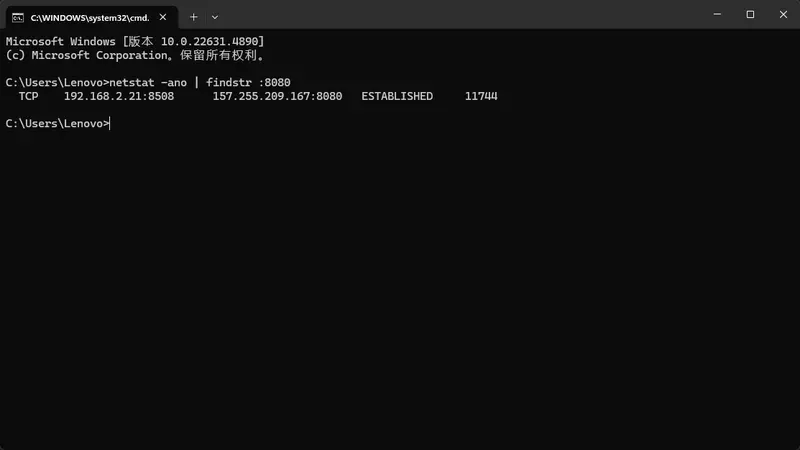 C:\WINDOWS\system32\cmd.
Microsoft Windows [版本 10.0.22631.4890]
(c) Microsoft Corporation。保留所有权利。
C:\Users\Lenovo>netstat -ano | findstr :8080
TCP    192.168.2.21:8508      157.255.209.167:8080   ESTABLISHED     11744
C:\Users\Lenovo>